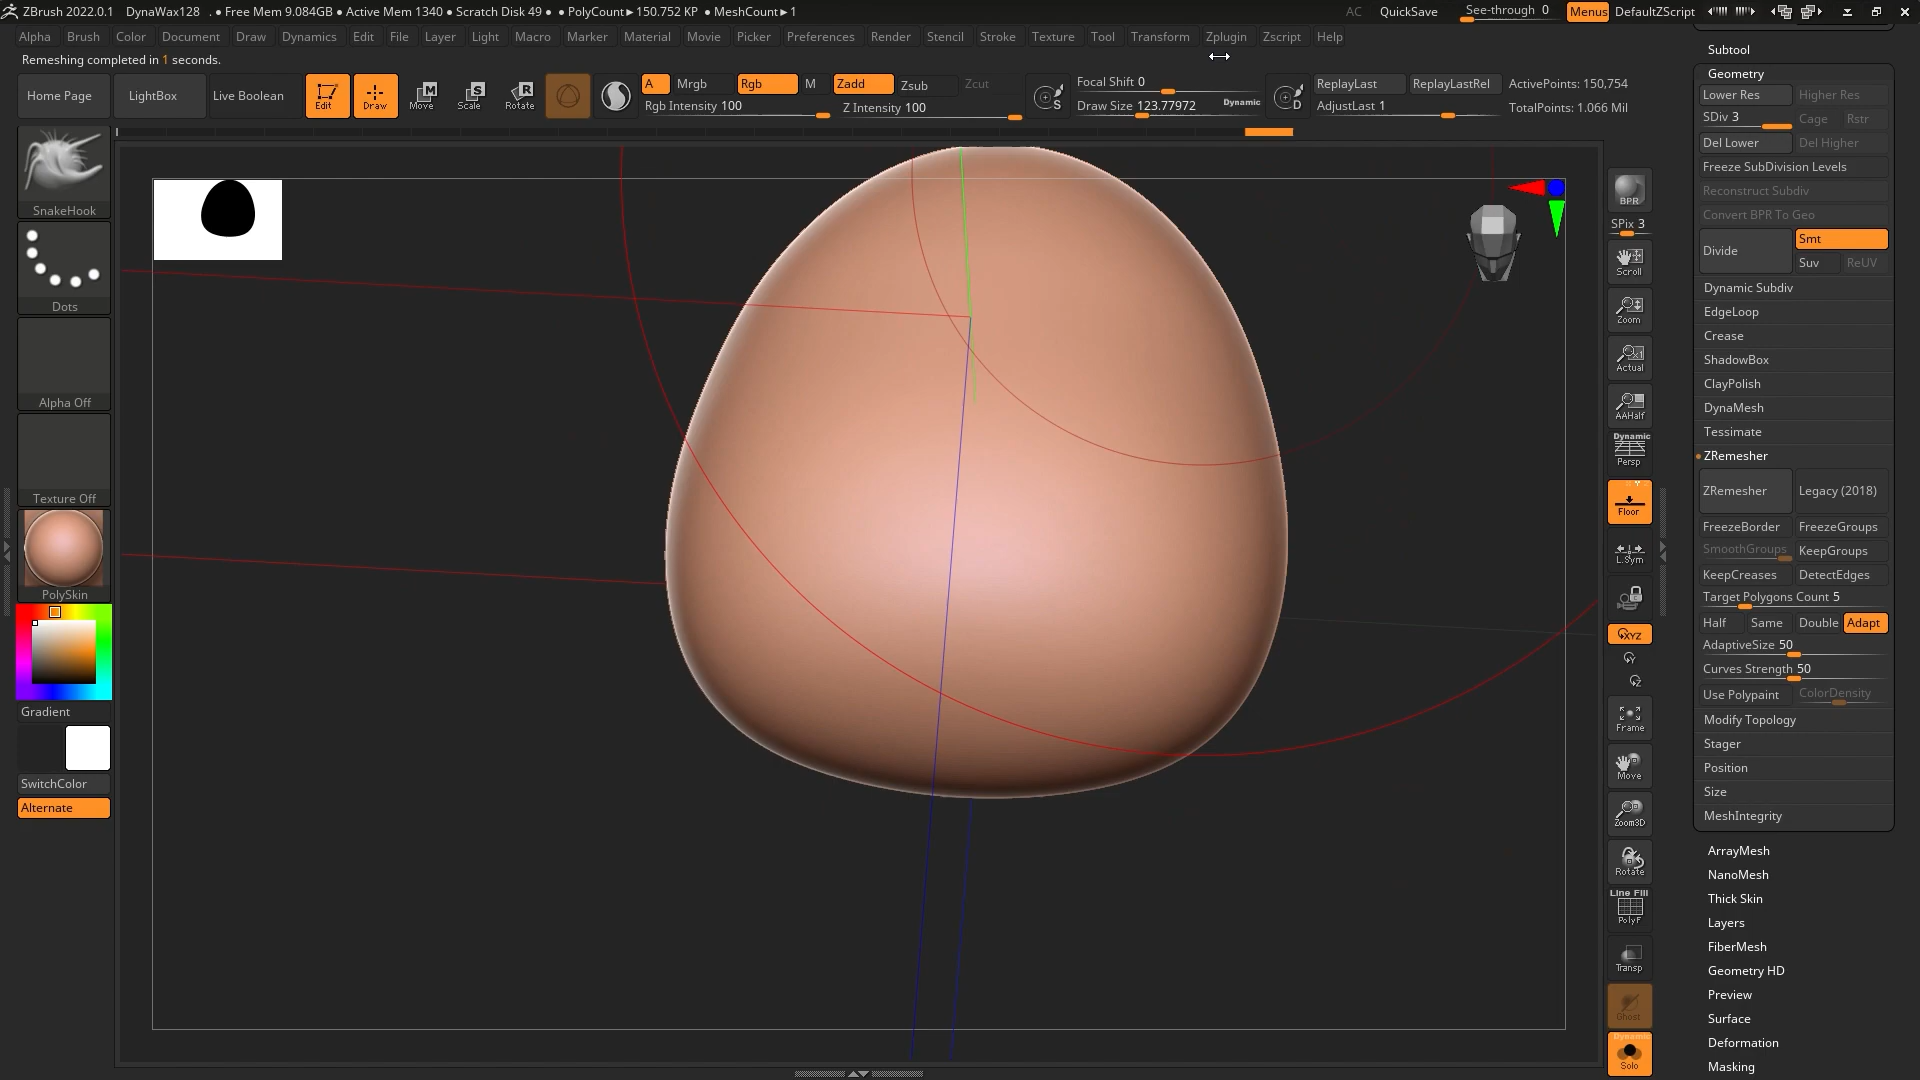 ZBrush 2022.0.1 DynaWax128 . ● Free Mem 9.084GB ● Active Mem 1340 ● Scratch Disk 49 ● ● PolyCount► 150.752 KP ● MeshCount► 1 AC QuickSave See-through 0 Menus DefaultZScript
Alpha Brush Color Document Draw Dynamics Edit File Layer Light Macro Marker Material Movie Picker Preferences Render Stencil Stroke Texture Tool Transform Zplugin Zscript Help
Remeshing completed in 1 seconds.
Home Page LightBox Live Boolean Edit Draw Move Scale Rotate
A Mrgb Rgb M Zadd Zsub Zcut
Rgb Intensity 100 Z Intensity 100
S Focal Shift 0
Draw Size 123.77972 Dynamic
D ReplayLast ReplayLastRel ActivePoints: 150,754
AdjustLast 1 TotalPoints: 1.066 Mil
SnakeHook
Dots
Alpha Off
Texture Off
PolySkin
Gradient
SwitchColor
Alternate
BPR
SPix 3
Scroll
Zoom
Actual
AAHalf
Dynamic
Persp
Floor
L.Sym
XYZ
Y
Z
Frame
Move
Zoom3D
Rotate
Line Fill
PolyF
Transp
Ghost
Dynamic
Solo
Subtool
Geometry
Lower Res Higher Res
SDiv 3 Cage Rstr
Del Lower Del Higher
Freeze SubDivision Levels
Reconstruct Subdiv
Convert BPR To Geo
Divide Smt
Suv ReUV
Dynamic Subdiv
EdgeLoop
Crease
ShadowBox
ClayPolish
DynaMesh
Tessimate
ZRemesher
ZRemesher Legacy (2018)
FreezeBorder FreezeGroups
SmoothGroups KeepGroups
KeepCreases DetectEdges
Target Polygons Count 5
Half Same Double Adapt
AdaptiveSize 50
Curves Strength 50
Use Polypaint ColorDensity
Modify Topology
Stager
Position
Size
MeshIntegrity
ArrayMesh
NanoMesh
Thick Skin
Layers
FiberMesh
Geometry HD
Preview
Surface
Deformation
Masking